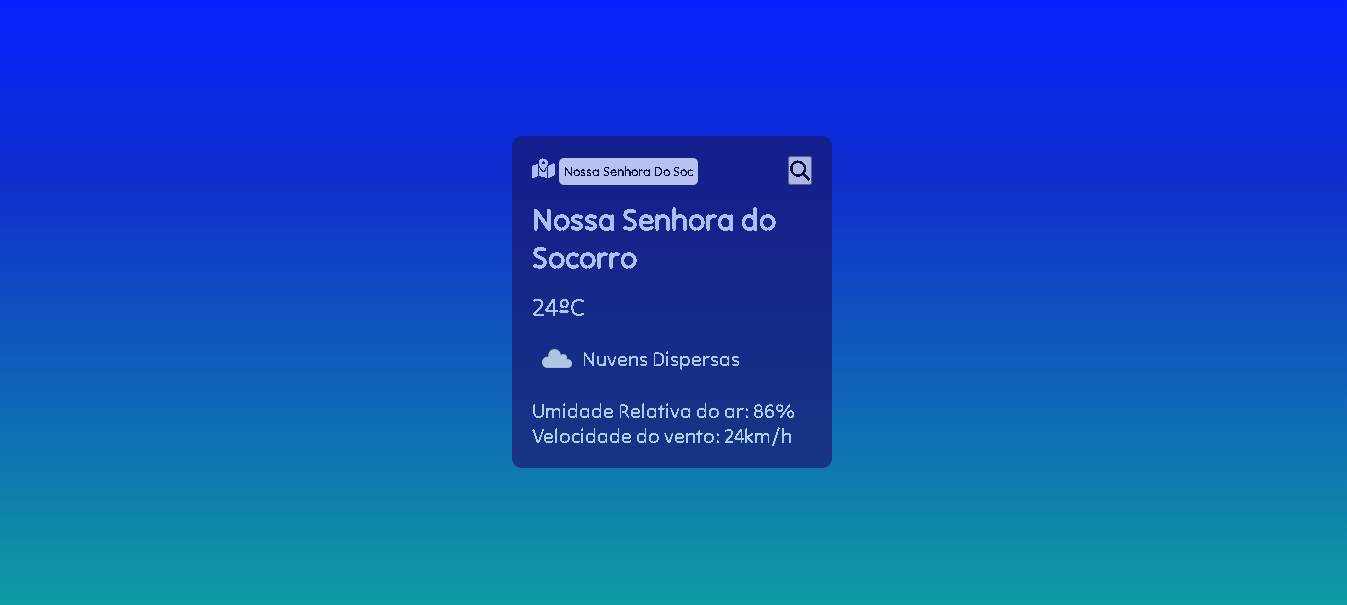 Nossa Senhora Do Soc
Nossa Senhora do
Socorro
24ºC
Nuvens Dispersas
Umidade Relativa do ar: 86%
Velocidade do vento: 24km/h